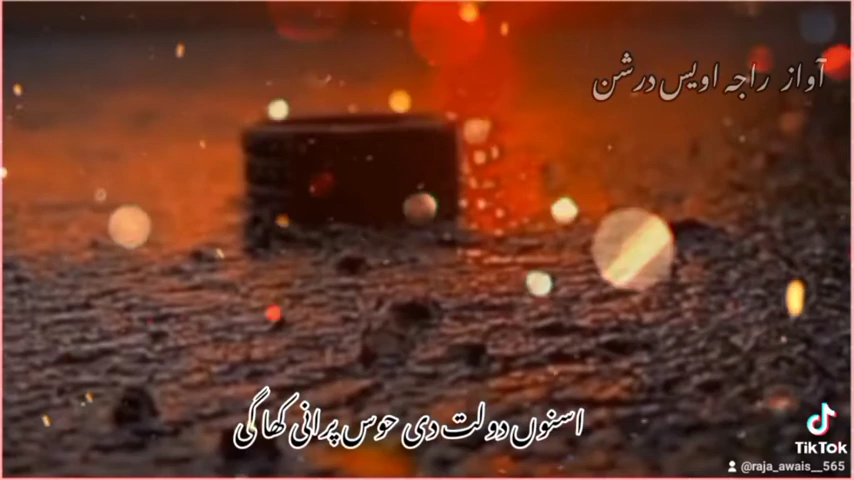 آواز راجہ اویس درشن
اسنوں دولت دی حوس پرانی کھا گی
TikTok
@raja_awais__565